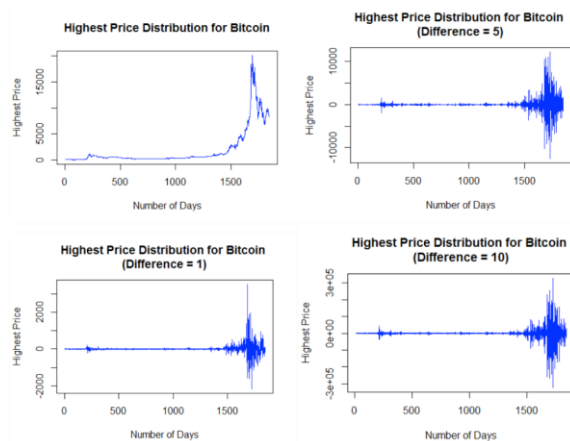 Highest Price Distribution for Bitcoin
Highest Price
0
5000
15000
0
500
1000
1500
Number of Days
Highest Price Distribution for Bitcoin
(Difference = 5)
Highest Price
-10000
0
10000
0
500
1000
1500
Number of Days
Highest Price Distribution for Bitcoin
(Difference = 1)
Highest Price
-2000
0
2000
0
500
1000
1500
Number of Days
Highest Price Distribution for Bitcoin
(Difference = 10)
Highest Price
-3e+05
0e+00
3e+05
0
500
1000
1500
Number of Days